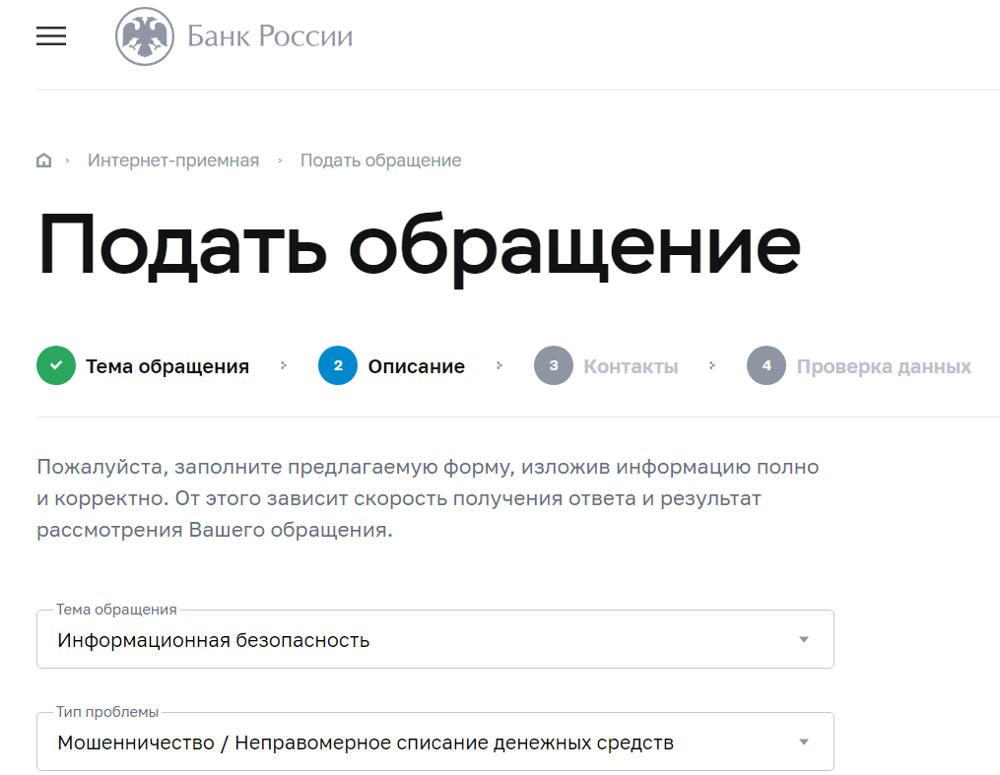 Банк России
Интернет-приемная
Подать обращение
Подать обращение
Тема обращения
2 Описание
3 Контакты
4 Проверка данных
Пожалуйста, заполните предлагаемую форму, изложив информацию полно
и корректно. От этого зависит скорость получения ответа и результат
рассмотрения Вашего обращения.
Тема обращения
Информационная безопасность
Тип проблемы
Мошенничество / Неправомерное списание денежных средств